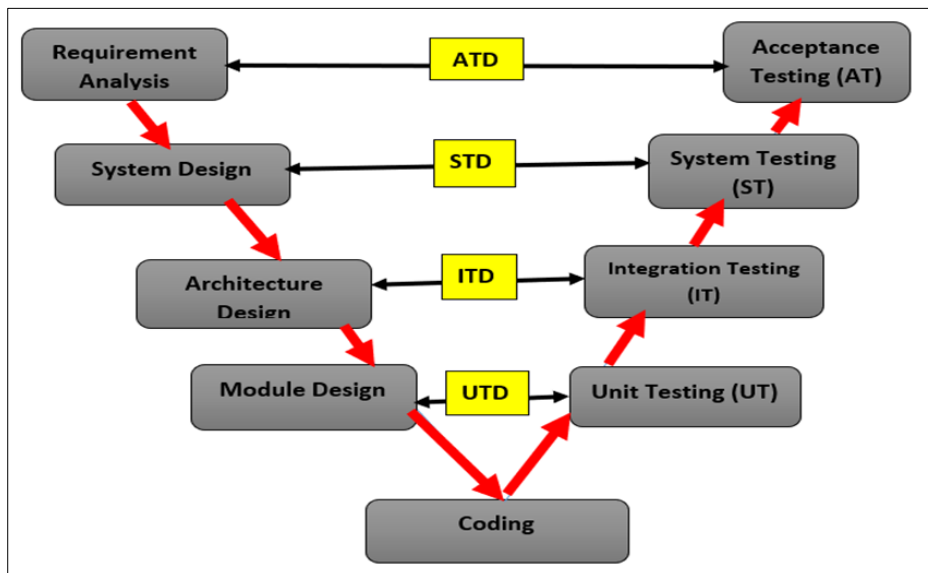 Requirement
Analysis
ATD
Acceptance
Testing (AT)
System Design
STD
System Testing
(ST)
Architecture
Design
ITD
Integration Testing
(IT)
Module Design
UTD
Unit Testing (UT)
Coding